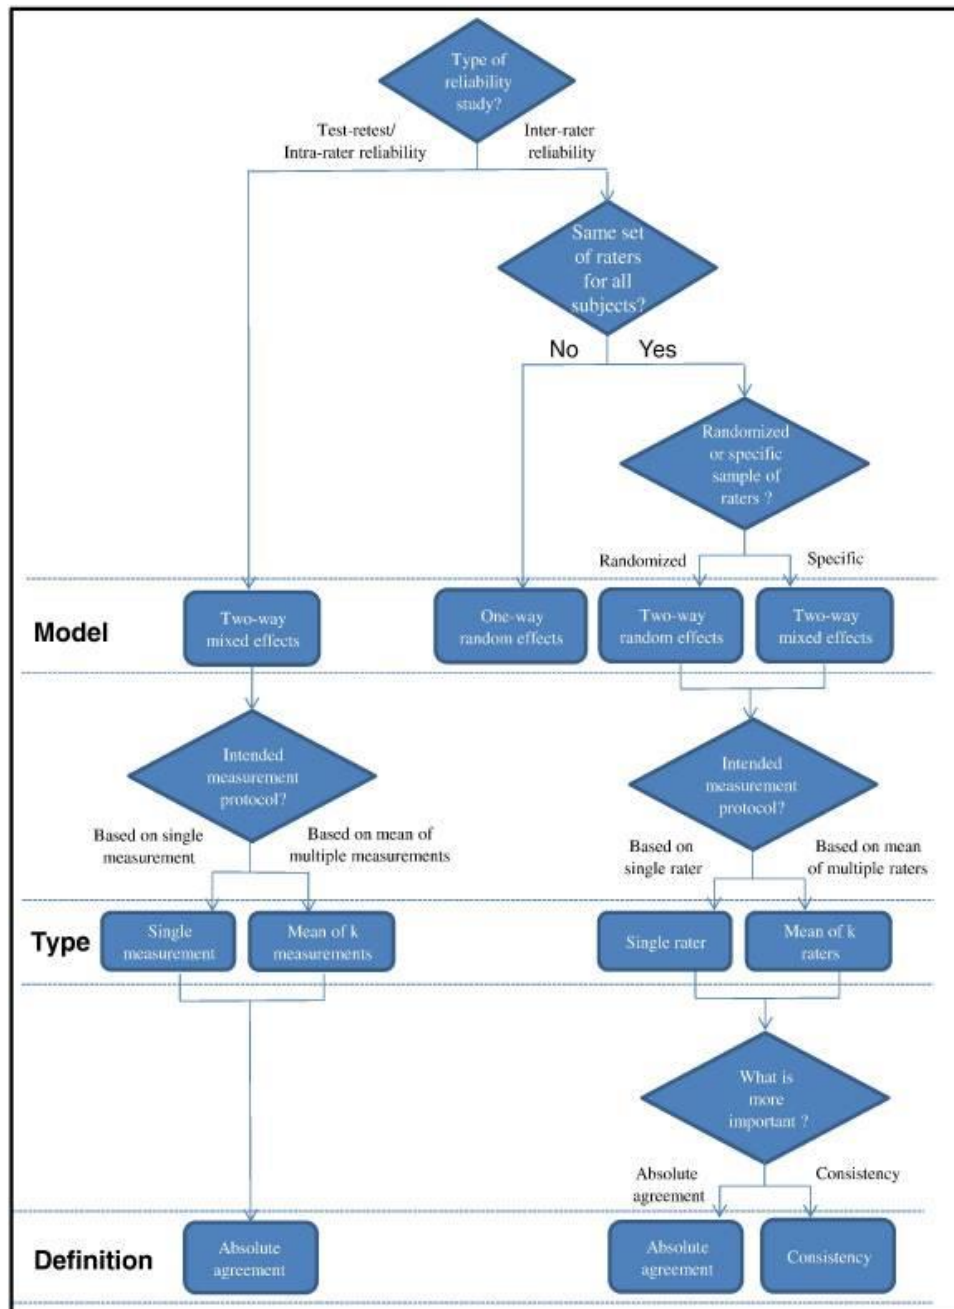 Type of
reliability
study?
Test-retest/
Intra-rater reliability
Inter-rater
reliability
Same set
of raters
for all
subjects?
No
Yes
Randomized
or specific
sample of
raters ?
Randomized
Specific
Model
Two-way
mixed effects
One-way
random effects
Two-way
random effects
Two-way
mixed effects
Intended
measurement
protocol?
Intended
measurement
protocol?
Based on single
measurement
Based on mean of
multiple measurements
Based on
single rater
Based on mean
of multiple raters
Type
Single
measurement
Mean of k
measurements
Single rater
Mean of k
raters
What is
more
important ?
Absolute
agreement
Consistency
Definition
Absolute
agreement
Absolute
agreement
Consistency